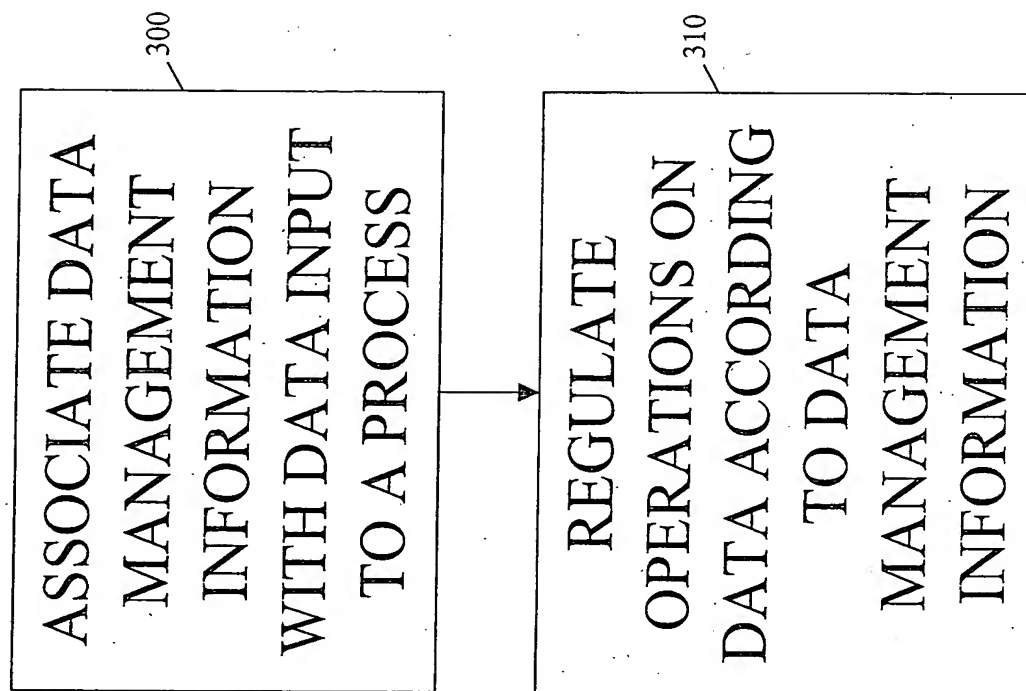 300
ASSOCIATE DATA
MANAGEMENT
INFORMATION
WITH DATA INPUT
TO A PROCESS
310
REGULATE
OPERATIONS ON
DATA ACCORDING
TO DATA
MANAGEMENT
INFORMATION